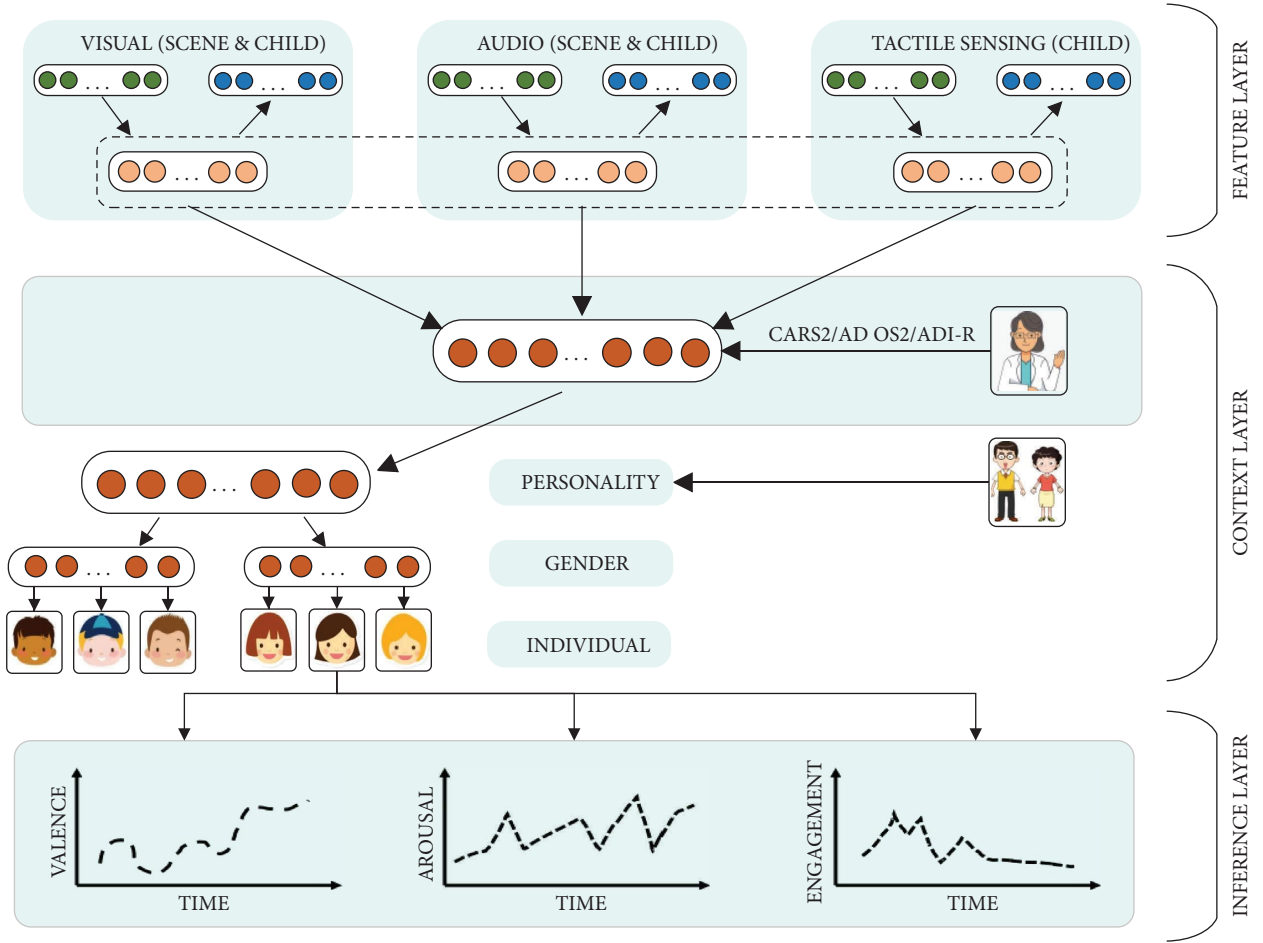 VISUAL (SCENE & CHILD)
AUDIO (SCENE & CHILD)
TACTILE SENSING (CHILD)
FEATURE LAYER
CARS2/AD OS2/ADI-R
PERSONALITY
GENDER
INDIVIDUAL
CONTEXT LAYER
VALENCE
TIME
AROUSAL
TIME
ENGAGEMENT
TIME
INFERENCE LAYER